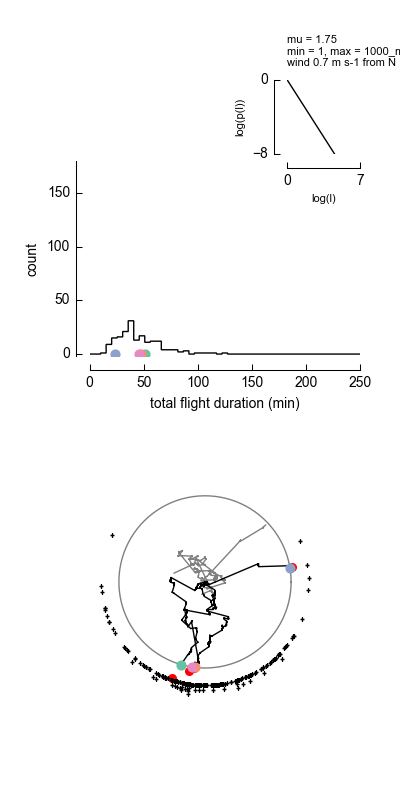 mu = 1.75
min = 1, max = 1000_m
wind 0.7 m s-1 from N
0
−8
log(p(l))
0 7
log(l)
150
100
50
0
count
0 50 100 150 200 250
total flight duration (min)